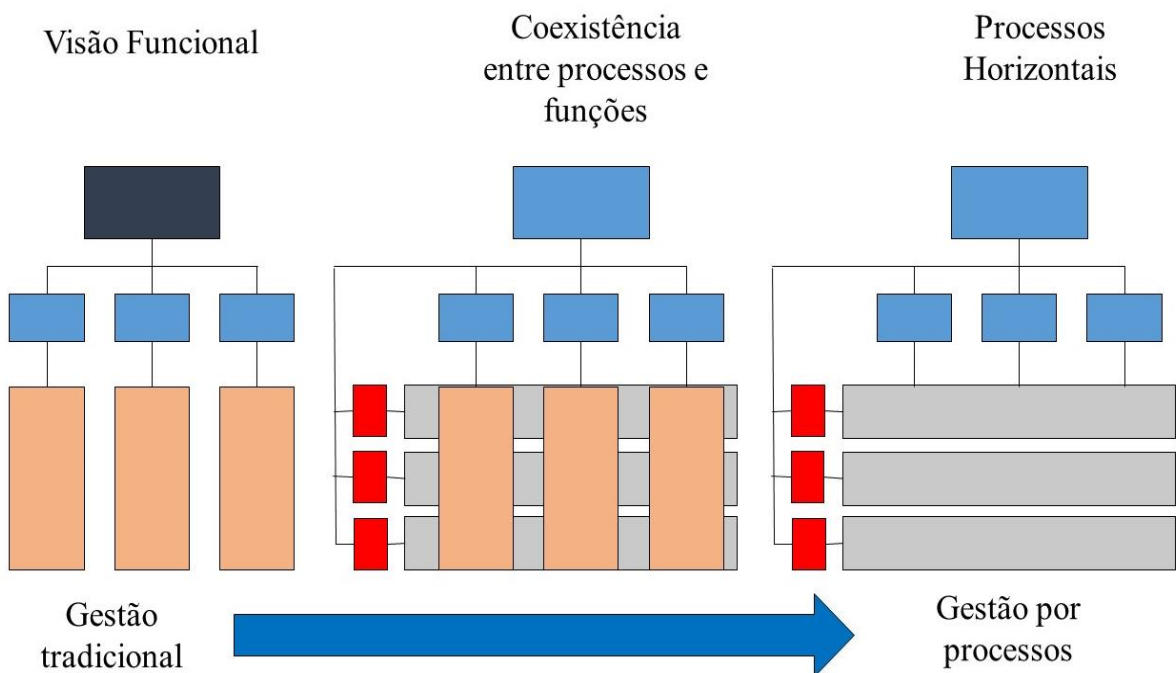 Visão Funcional
Coexistência
entre processos e
funções
Processos
Horizontais
Gestão
tradicional
Gestão por
processos